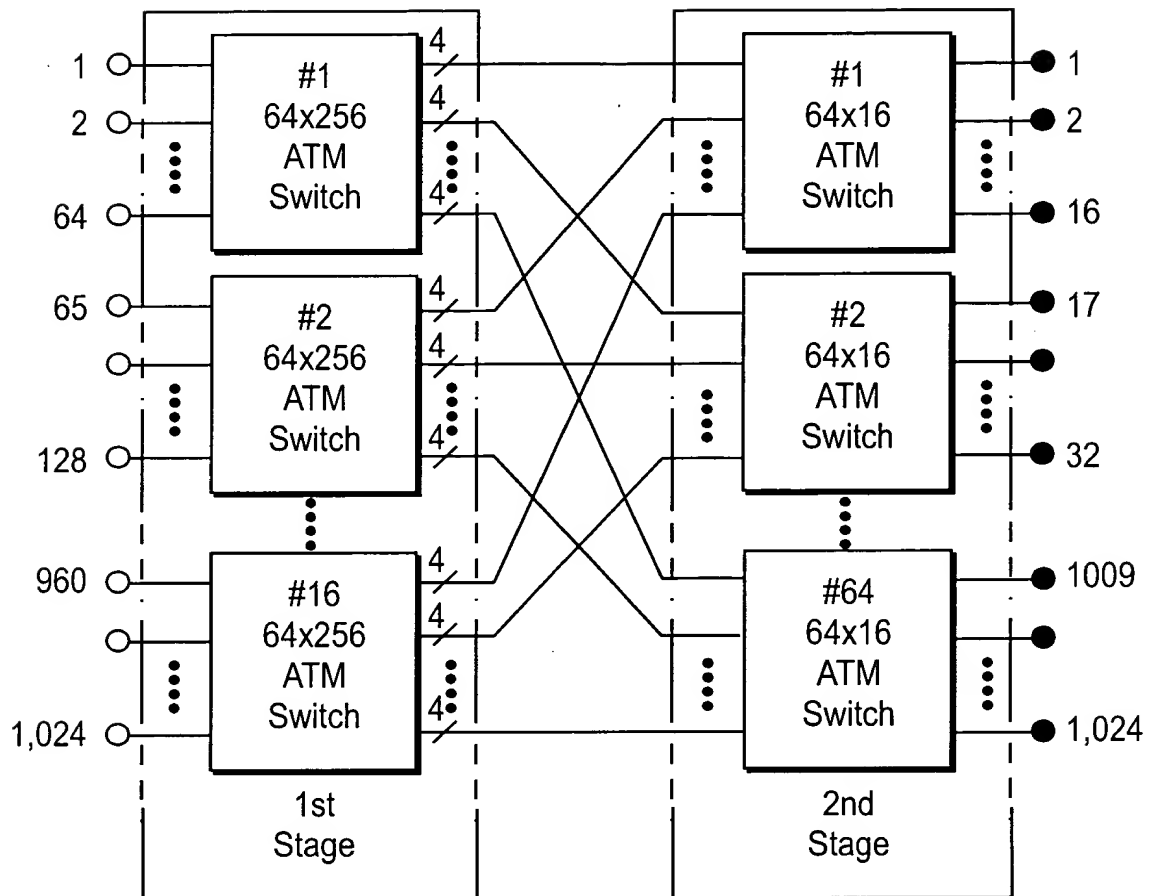 1
2
64
65
128
960
1,024
#1
64x256
ATM
Switch
#2
64x256
ATM
Switch
#16
64x256
ATM
Switch
4
4
4
4
4
4
4
4
4
1st
Stage
#1
64x16
ATM
Switch
#2
64x16
ATM
Switch
#64
64x16
ATM
Switch
2nd
Stage
1
2
16
17
32
1009
1,024